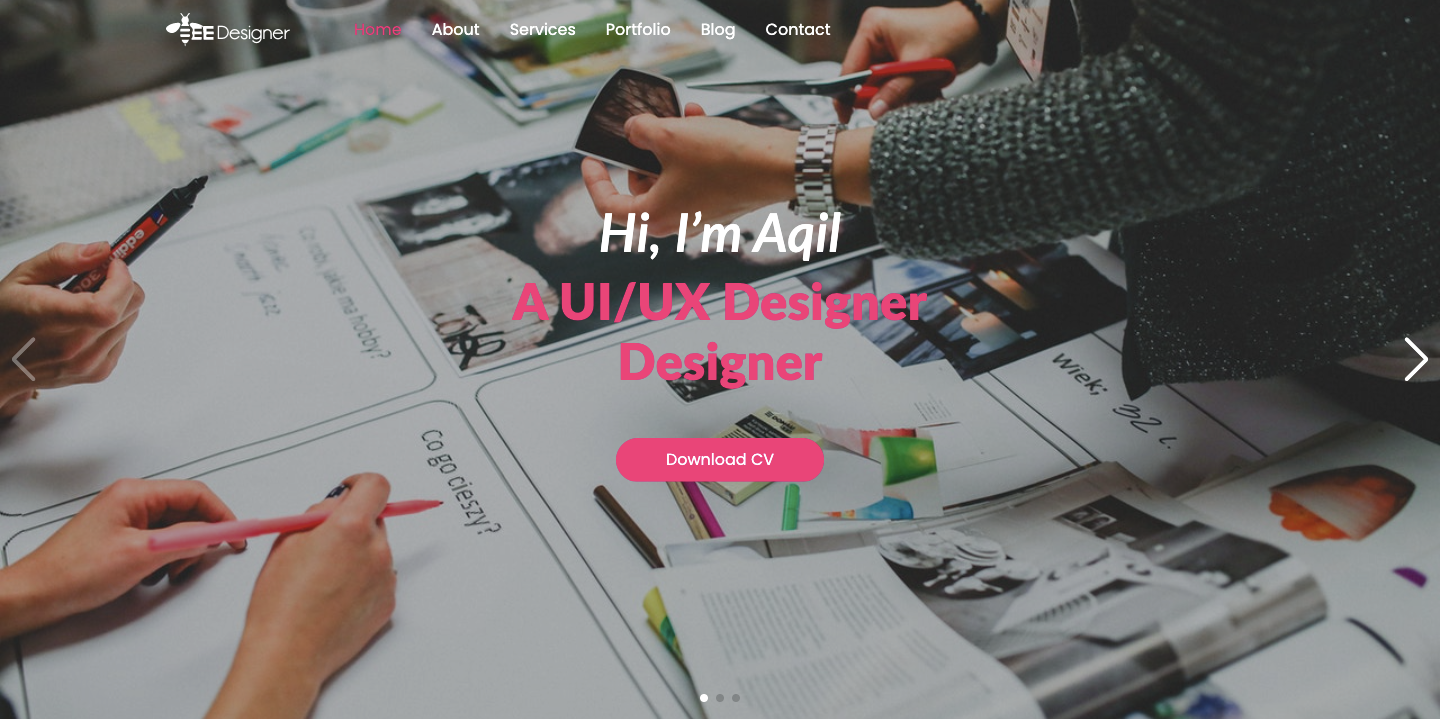 EE Designer
Home
About
Services
Portfolio
Blog
Contact
Hi, I’m Aqil
A UI/UX Designer
Designer
Download CV
edding
Co robi, jakie ma hobby?
Co go cieszy?
Wiek;
32 l.